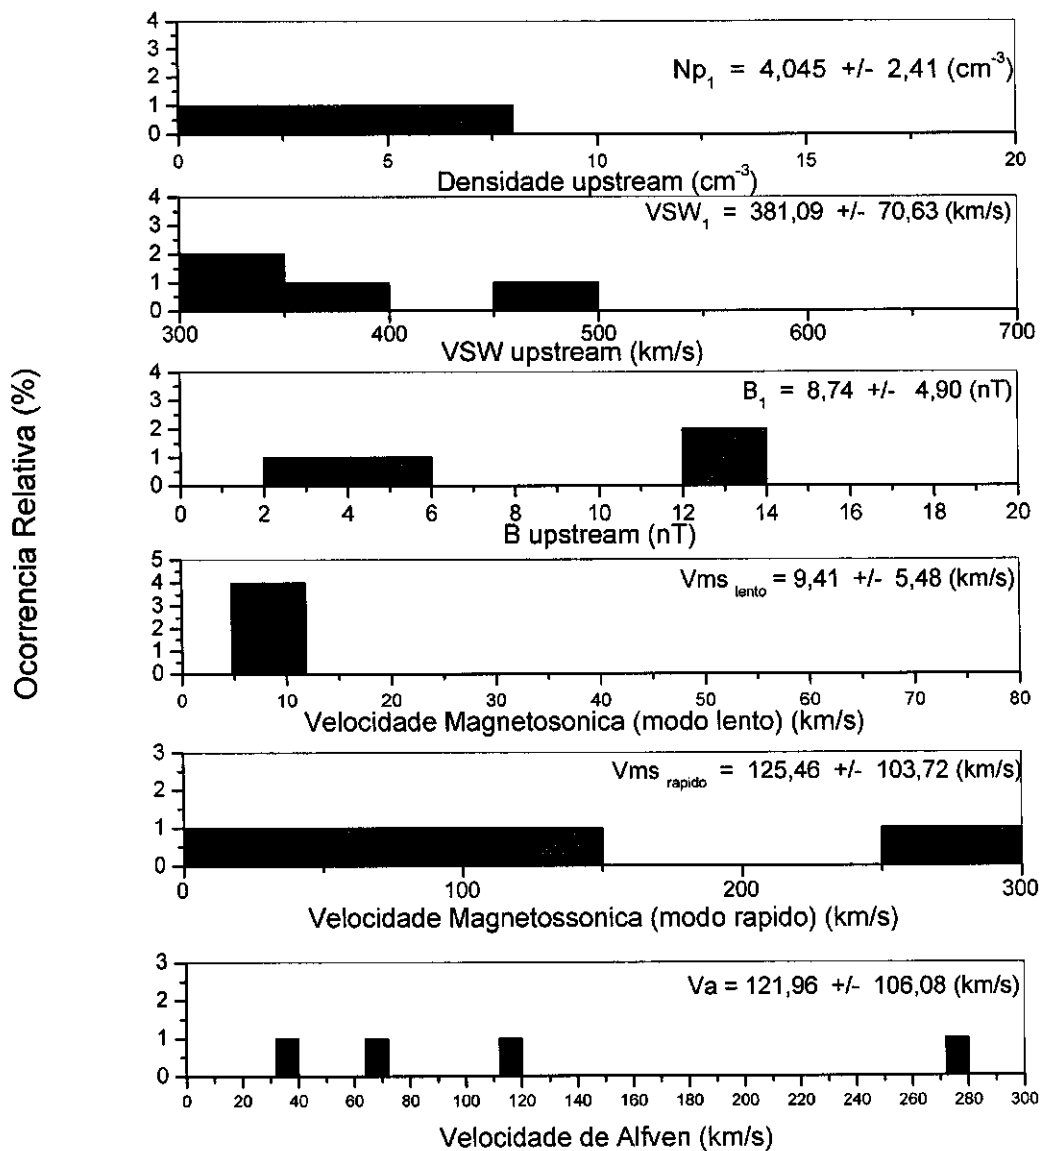 Ocorrencia Relativa (%)
4
3
2
1
0
Np1 = 4,045 +/- 2,41 (cm-3)
0 5 10 15 20
Densidade upstream (cm-3)
4
3
2
1
0
VSW1 = 381,09 +/- 70,63 (km/s)
300 400 500 600 700
VSW upstream (km/s)
4
3
2
1
0
B1 = 8,74 +/- 4,90 (nT)
0 2 4 6 8 10 12 14 16 18 20
B upstream (nT)
5
4
3
2
1
0
Vms lento = 9,41 +/- 5,48 (km/s)
0 10 20 30 40 50 60 70 80
Velocidade Magnetosonica (modo lento) (km/s)
3
2
1
0
Vms rapido = 125,46 +/- 103,72 (km/s)
0 100 200 300
Velocidade Magnetossonica (modo rapido) (km/s)
3
2
1
0
Va = 121,96 +/- 106,08 (km/s)
0 20 40 60 80 100 120 140 160 180 200 220 240 260 280 300
Velocidade de Alfven (km/s)